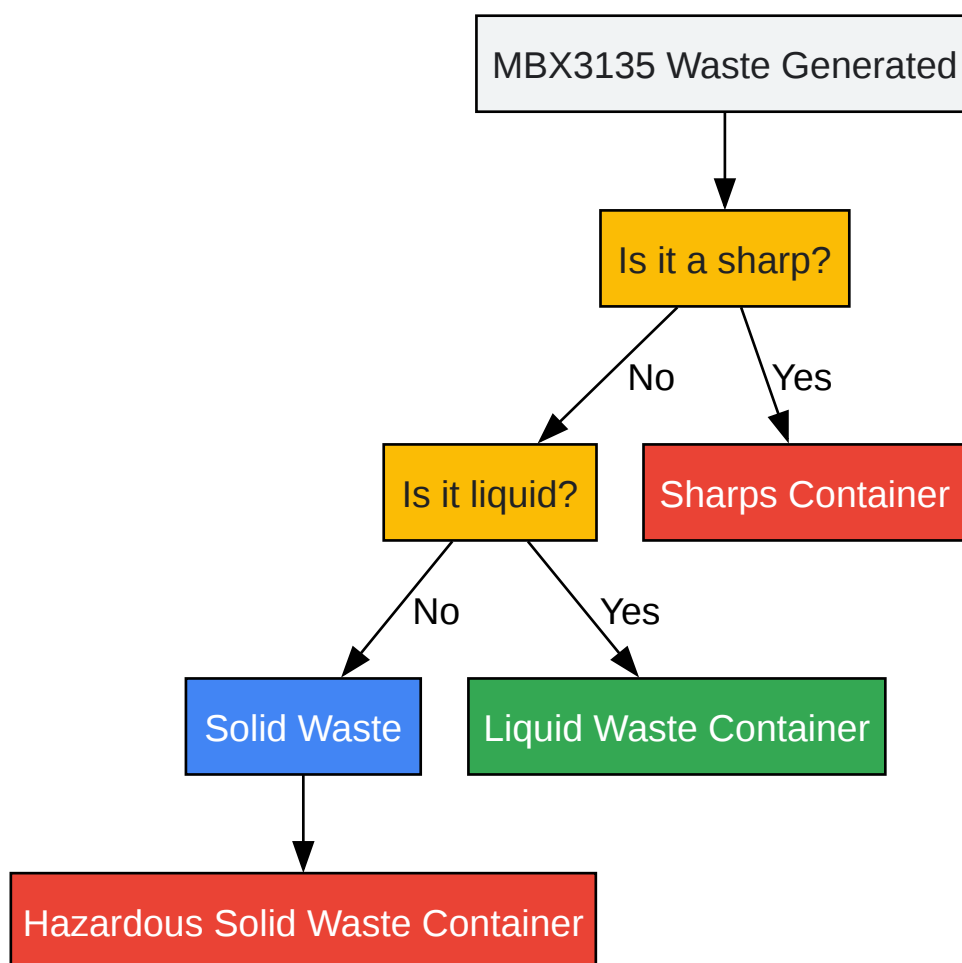 MBX3135 Waste Generated
Is it a sharp?
No
Yes
Is it liquid?
Sharps Container
No
Yes
Solid Waste
Liquid Waste Container
Hazardous Solid Waste Container